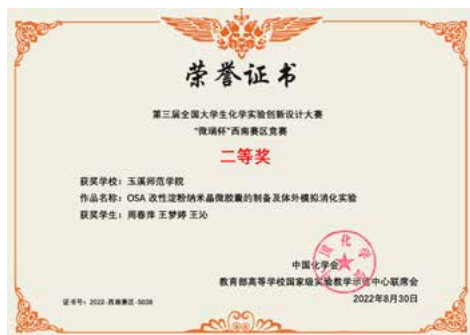 荣誉证书
第三届全国大学生化学实验创新设计大赛
“微瑞杯”西南赛区竞赛
二等奖
获奖学校：玉溪师范学院
作品名称：OSA 改性淀粉纳米晶微胶囊的制备及体外模拟消化实验
获奖学生：周春萍 王梦婷 王沁
中国化学会
教育部高等学校国家级实验教学示范中心联席会
证书号：2022-西南赛区-S038
2022年8月30日